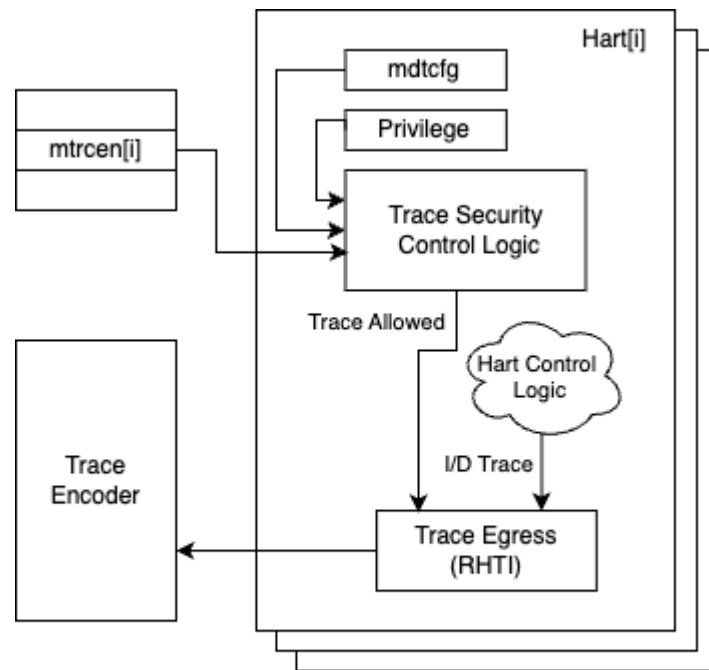 Hart[i]
mdtcfg
mtrcen[i]
Privilege
Trace Security
Control Logic
Trace Allowed
Hart Control
Logic
I/D Trace
Trace
Encoder
Trace Egress
(RHTI)